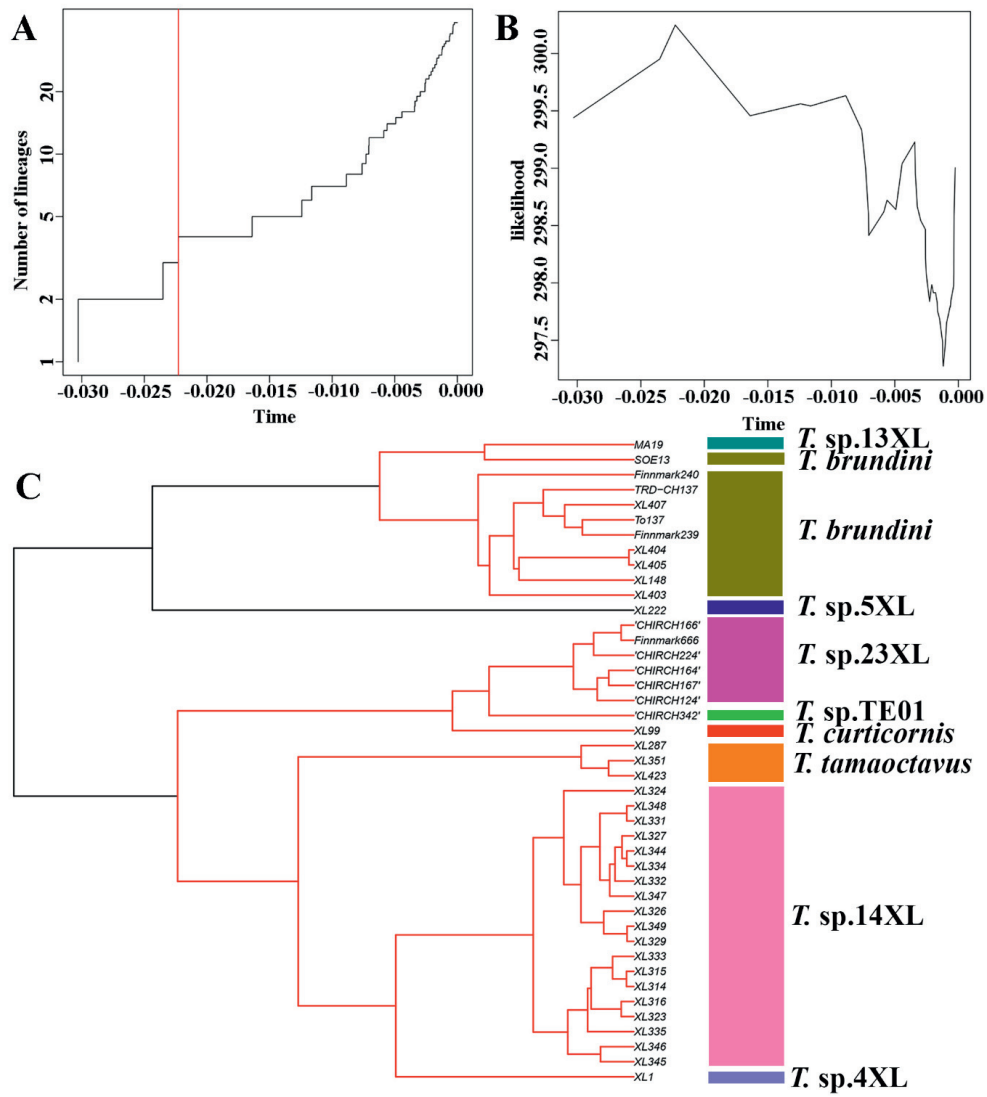 A
Number of lineages
1
2
5
10
20
-0.030
-0.025
-0.020
-0.015
-0.010
-0.005
0.000
Time
B
likelihood
297.5
298.0
298.5
299.0
299.5
300.0
-0.030
-0.025
-0.020
-0.015
-0.010
-0.005
0.000
Time
C
MA19
T. sp.13XL
SOE13
T. brundini
Finnmark240
TRD-CH137
XL407
To137
Finnmark239
T. brundini
XL404
XL405
XL148
XL403
XL222
T. sp.5XL
'CHIRCH166'
Finnmark666
'CHIRCH224'
T. sp.23XL
'CHIRCH164'
'CHIRCH167'
'CHIRCH124'
'CHIRCH342'
T. sp.TE01
XL99
T. curticornis
XL287
XL351
T. tamaoctavus
XL423
XL324
XL348
XL331
XL327
XL344
XL334
XL332
XL347
XL326
T. sp.14XL
XL349
XL329
XL333
XL315
XL314
XL316
XL323
XL335
XL346
XL345
XL1
T. sp.4XL